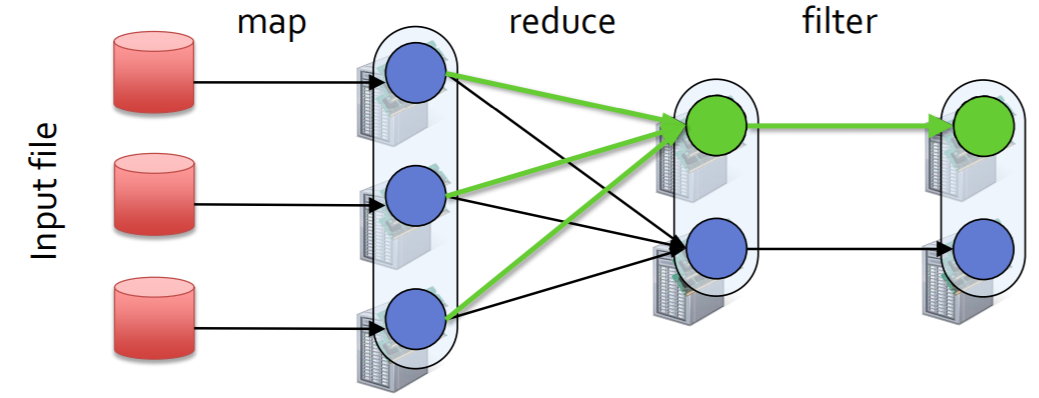 map
reduce
filter
Input file